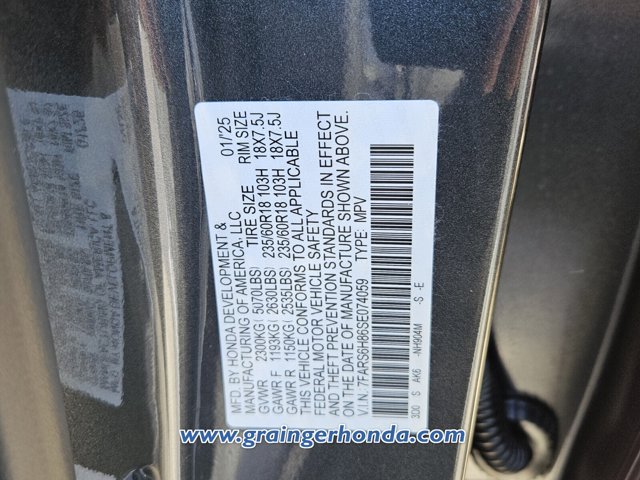 MFD. BY HONDA DEVELOPMENT &
MANUFACTURING OF AMERICA, LLC 01/'25
TIRE SIZE RIM SIZE
GVWR 2300KG( 5070LBS)
GAWR F 1193KG( 2630LBS) 235/60R18 103H 18X7.5J
GAWR R 1150KG( 2535LBS) 235/60R18 103H 18X7.5J
THIS VEHICLE CONFORMS TO ALL APPLICABLE
FEDERAL MOTOR VEHICLE SAFETY
AND THEFT PREVENTION STANDARDS IN EFFECT
ON THE DATE OF MANUFACTURE SHOWN ABOVE.
V.I.N. 7FARS6H86SE074059 TYPE: MPV
3D0 S AK6 -NH904M -S -E
www.graingerhonda.com